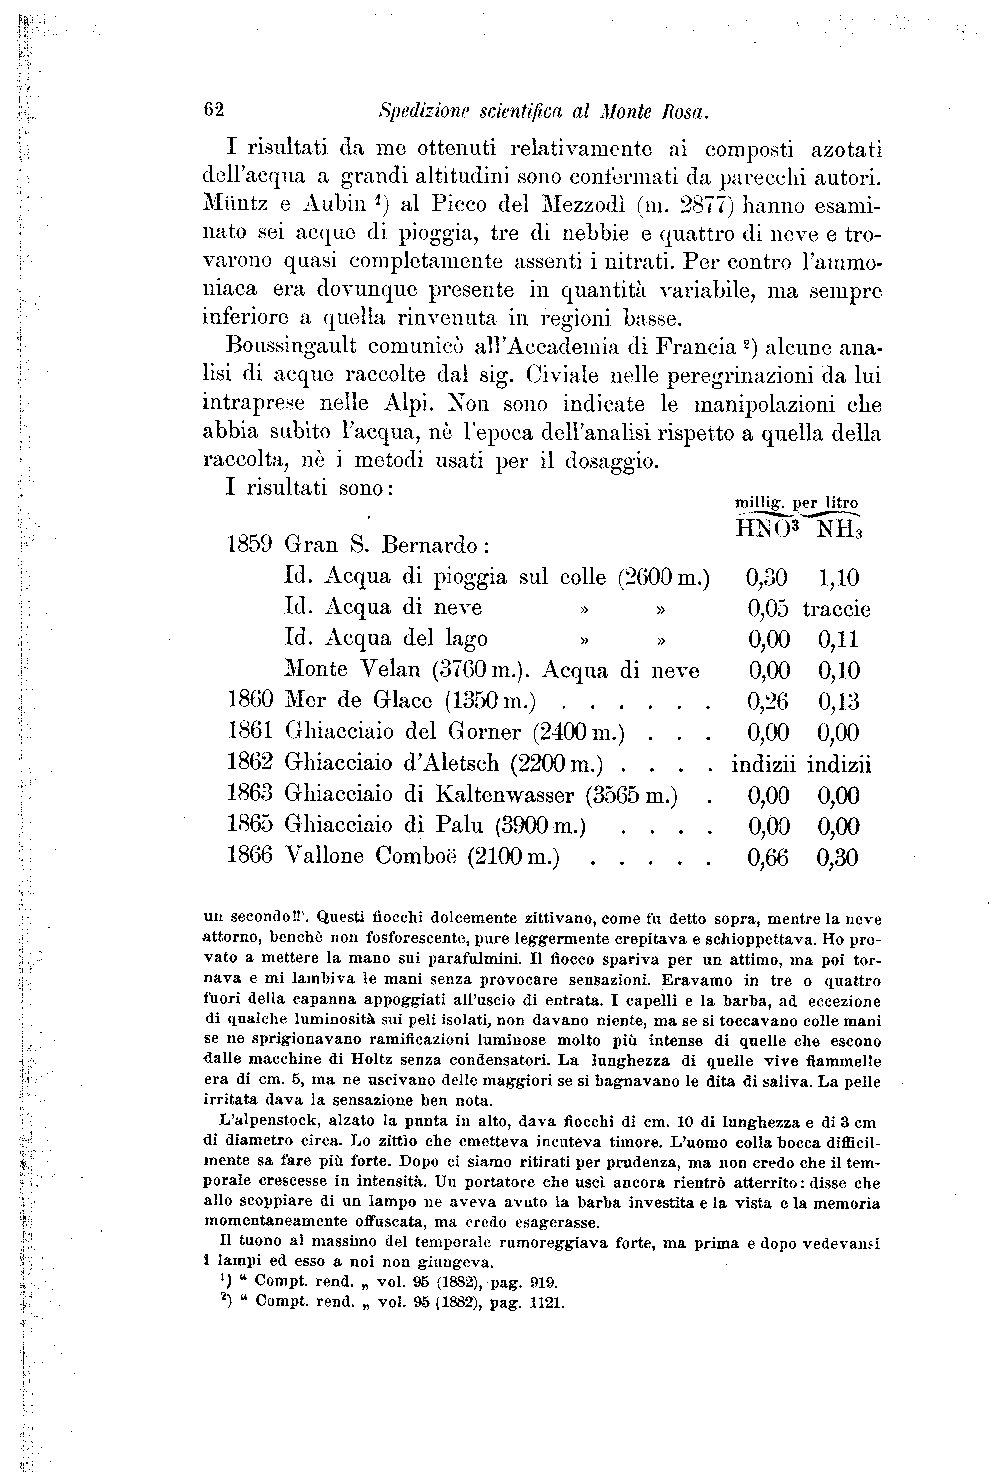 62 Spedizione scientifica al Monte Rosa.
I risultati da me ottenuti relativamente ai composti azotati
dell'acqua a grandi altitudini sono confermati da parecchi autori.
Müntz e Aubin ¹) al Picco del Mezzodì (m. 2877) hanno esami-
nato sei acque di pioggia, tre di nebbie e quattro di neve e tro-
varono quasi completamente assenti i nitrati. Per contro l'ammo-
niaca era dovunque presente in quantità variabile, ma sempre
inferiore a quella rinvenuta in regioni basse.
Boussingault comunicò all'Accademia di Francia ²) alcune ana-
lisi di acque raccolte dal sig. Civiale nelle peregrinazioni da lui
intraprese nelle Alpi. Non sono indicate le manipolazioni che
abbia subìto l'acqua, nè l'epoca dell'analisi rispetto a quella della
raccolta, nè i metodi usati per il dosaggio.
I risultati sono:
millig. per litro
HNO³ NH₃
1859 Gran S. Bernardo:
Id. Acqua di pioggia sul colle (2600 m.) 0,30 1,10
Id. Acqua di neve » » 0,05 traccie
Id. Acqua del lago » » 0,00 0,11
Monte Velan (3760 m.). Acqua di neve 0,00 0,10
1860 Mer de Glace (1350 m.) . . . . . . 0,26 0,13
1861 Ghiacciaio del Gorner (2400 m.) . . . 0,00 0,00
1862 Ghiacciaio d'Aletsch (2200 m.) . . . . indizii indizii
1863 Ghiacciaio di Kaltenwasser (3565 m.) . 0,00 0,00
1865 Ghiacciaio di Palu (3900 m.) . . . . 0,00 0,00
1866 Vallone Comboë (2100 m.) . . . . . 0,66 0,30
un secondo!!'. Questi fiocchi dolcemente zittivano, come fu detto sopra, mentre la neve
attorno, benchè non fosforescente, pure leggermente crepitava e schioppettava. Ho pro-
vato a mettere la mano sui parafulmini. Il fiocco spariva per un attimo, ma poi tor-
nava e mi lambiva le mani senza provocare sensazioni. Eravamo in tre o quattro
fuori della capanna appoggiati all'uscio di entrata. I capelli e la barba, ad eccezione
di qualche luminosità sui peli isolati, non davano niente, ma se si toccavano colle mani
se ne sprigionavano ramificazioni luminose molto più intense di quelle che escono
dalle macchine di Holtz senza condensatori. La lunghezza di quelle vive fiammelle
era di cm. 5, ma ne uscivano delle maggiori se si bagnavano le dita di saliva. La pelle
irritata dava la sensazione ben nota.
L'alpenstock, alzato la punta in alto, dava fiocchi di cm. 10 di lunghezza e di 3 cm
di diametro circa. Lo zittìo che emetteva incuteva timore. L'uomo colla bocca difficil-
mente sa fare più forte. Dopo ci siamo ritirati per prudenza, ma non credo che il tem-
porale crescesse in intensità. Un portatore che uscì ancora rientrò atterrito: disse che
allo scoppiare di un lampo ne aveva avuto la barba investita e la vista e la memoria
momentaneamente offuscata, ma credo esagerasse.
Il tuono al massimo del temporale rumoreggiava forte, ma prima e dopo vedevansi
i lampi ed esso a noi non giungeva.
¹) “ Compt. rend. „ vol. 95 (1882), pag. 919.
²) “ Compt. rend. „ vol. 95 (1882), pag. 1121.